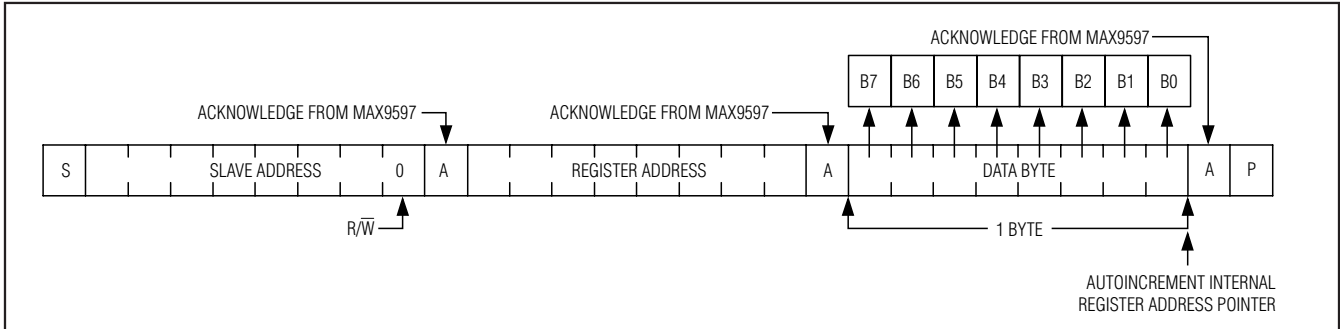 ACKNOWLEDGE FROM MAX9597
B7 B6 B5 B4 B3 B2 B1 B0
ACKNOWLEDGE FROM MAX9597 ACKNOWLEDGE FROM MAX9597
S SLAVE ADDRESS 0 A REGISTER ADDRESS A DATA BYTE A P
R/W̅ 1 BYTE
AUTOINCREMENT INTERNAL
REGISTER ADDRESS POINTER